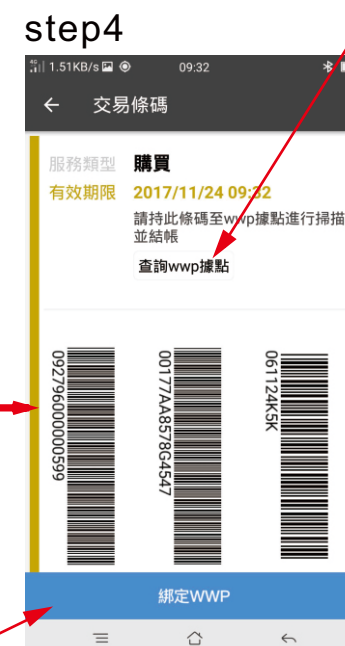 step4
1.51KB/s 09:32
交易條碼
服務類型 購買
有效期限 2017/11/24 09:32
請持此條碼至wwp據點進行掃描
並結帳
查詢wwp據點
092796000000599
00177AA8578G4547
061124K5K
綁定WWP